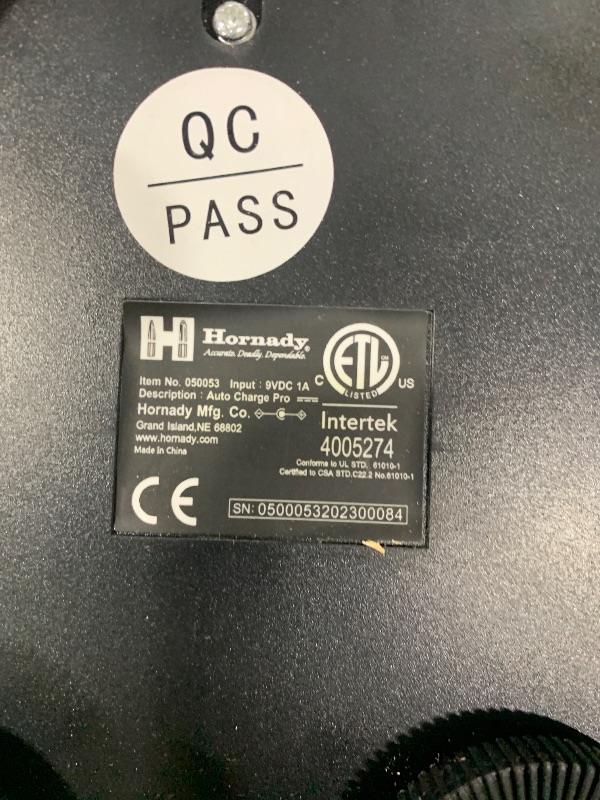 QC
PASS
H Hornady®
Accurate. Deadly. Dependable.
Item No. 050053 Input : 9VDC 1A
Description : Auto Charge Pro
Hornady Mfg. Co.
Grand Island,NE 68802
www.hornady.com
Made in China
CE
C ETL CM US
LISTED
Intertek
4005274
Conforms to UL STD. 61010-1
Certified to CSA STD.C22.2 No.61010-1
SN: 0500053202300084